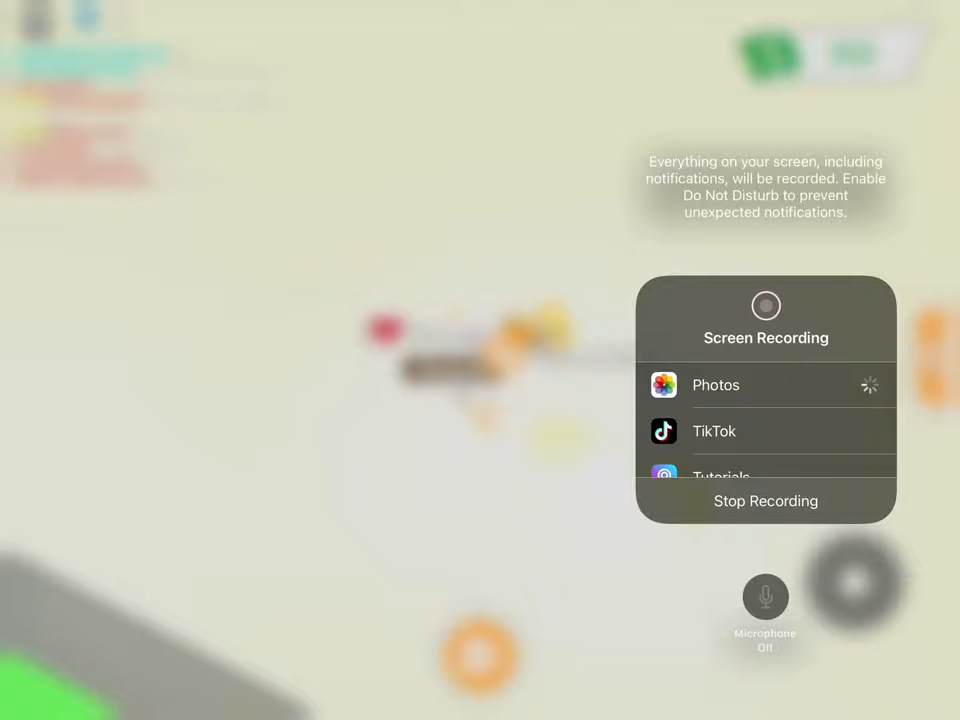 Everything on your screen, including
notifications, will be recorded. Enable
Do Not Disturb to prevent
unexpected notifications.
Screen Recording
Photos
TikTok
Tutorials
Stop Recording
Microphone
Off